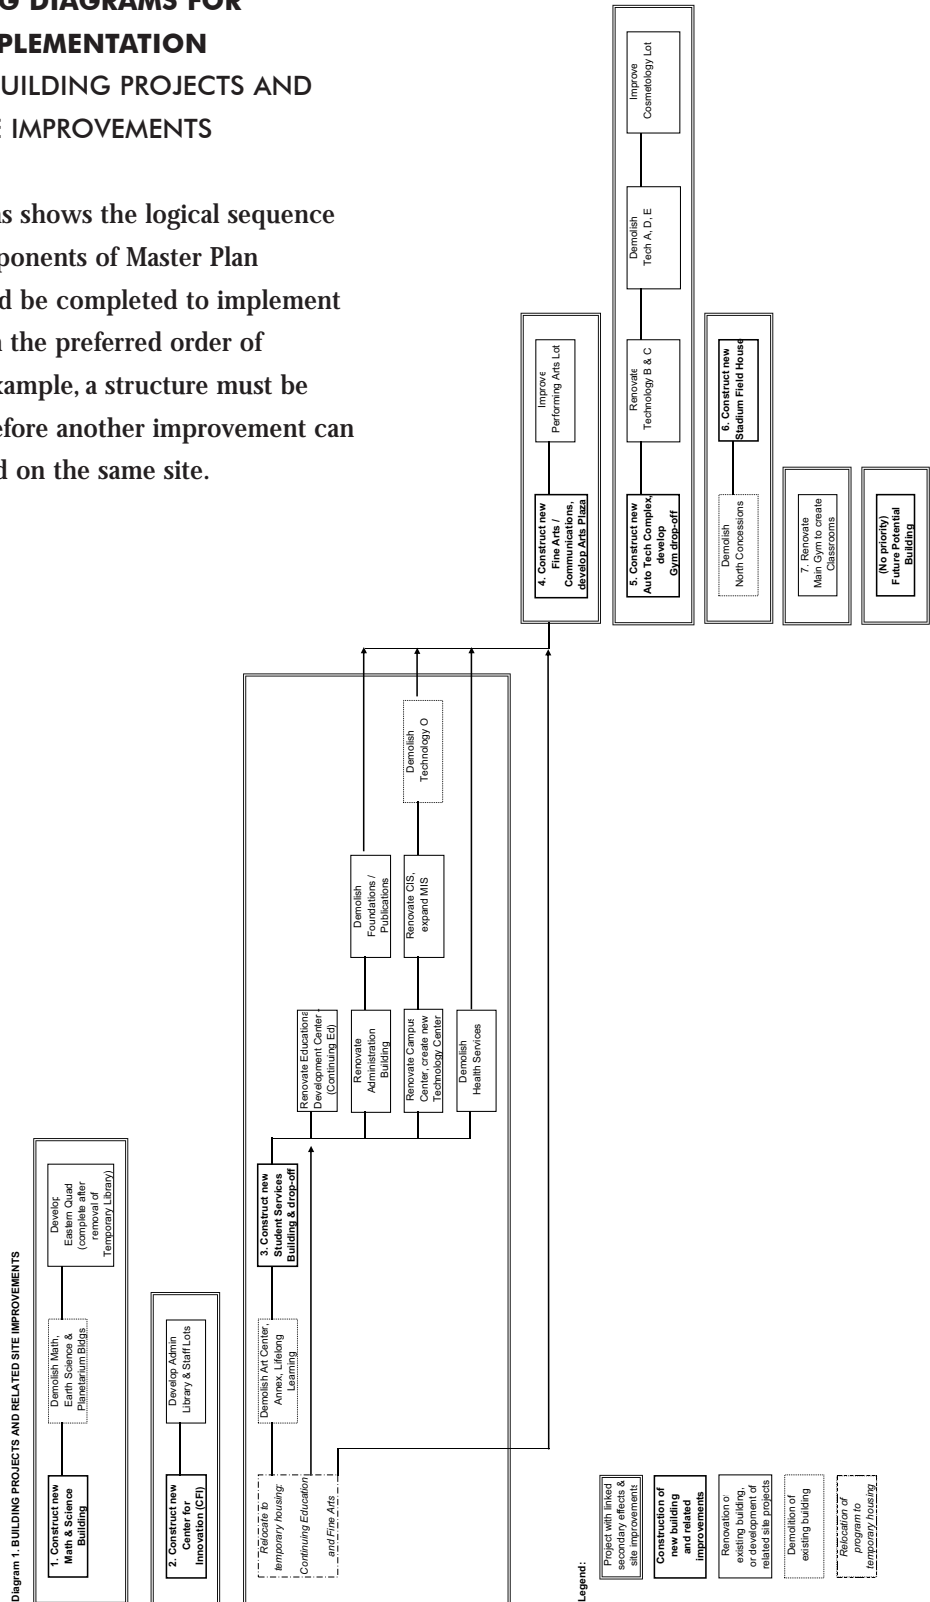 G DIAGRAMS FOR
PLEMENTATION
UILDING PROJECTS AND
E IMPROVEMENTS
ns shows the logical sequence
ponents of Master Plan
d be completed to implement
n the preferred order of
xample, a structure must be
efore another improvement can
d on the same site.
Diagram 1. BUILDING PROJECTS AND RELATED SITE IMPROVEMENTS
1. Construct new
Math & Science
Building
Demolish Math,
Earth Science &
Planetarium Bldgs
Develop
Eastern Quad
(complete after
removal of
Temporary Library)
2. Construct new
Center for
Innovation (CFI)
Develop Admin
Library & Staff Lots
Relocate to
temporary housing:
Continuing Education
and Fine Arts
Demolish Art Center,
Annex, Lifelong
Learning
3. Construct new
Student Services
Building & drop-off
Renovate Educationa
Development Center -
(Continuing Ed)
Renovate
Administration
Building
Demolish
Foundations /
Publications
Renovate Campus
Center, create new
Technology Center
Renovate CIS,
expand MIS
Demolish
Technology O
Demolish
Health Services
4. Construct new
Fine Arts /
Communications,
develop Arts Plaza
Improve
Performing Arts Lot
5. Construct new
Auto Tech Complex,
develop
Gym drop-off
Renovate
Technology B & C
Demolish
Tech A, D, E
Improve
Cosmetology Lot
Demolish
North Concessions
6. Construct new
Stadium Field House
7. Renovate
Main Gym to create
Classrooms
(No priority)
Future Potential
Building
Legend:
Project with linked
secondary effects &
site improvements
Construction of
new building
and related
improvements
Renovation o
existing building,
or development of
related site projects
Demolition of
existing building
Relocation of
program to
temporary housing